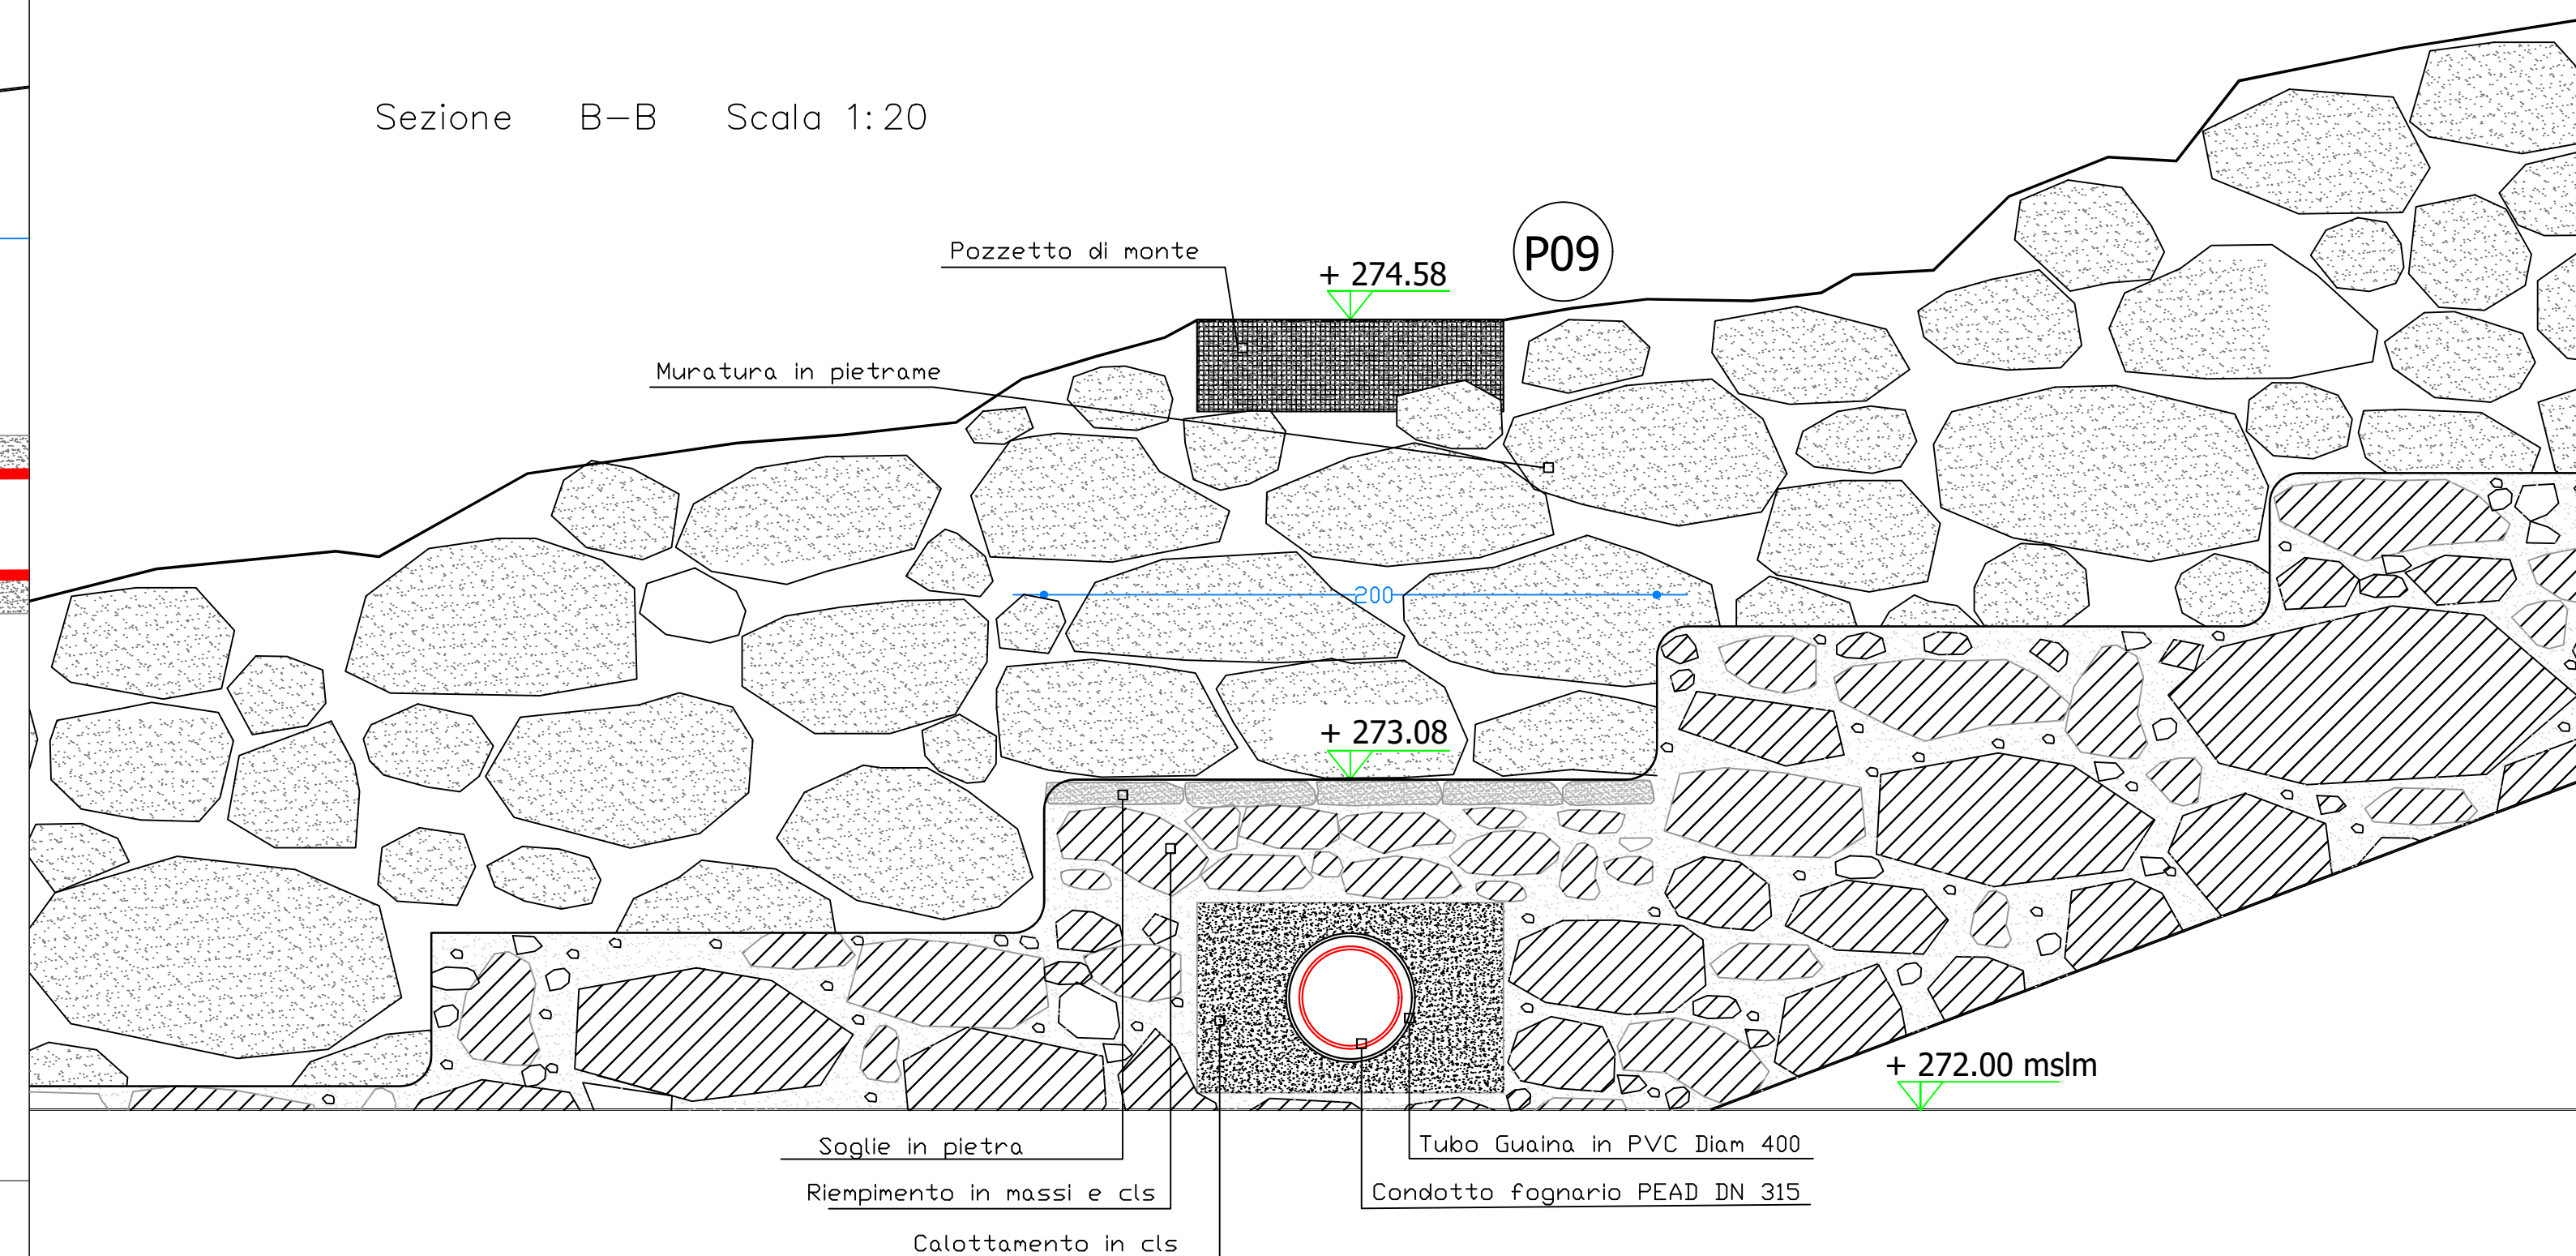 Sezione B-B Scala 1:20
P09
Pozzetto di monte
+ 274.58
Muratura in pietrame
200
+ 273.08
+ 272.00 mslm
Soglie in pietra
Tubo Guaina in PVC Diam 400
Riempimento in massi e cls
Condotto fognario PEAD DN 315
Calottamento in cls